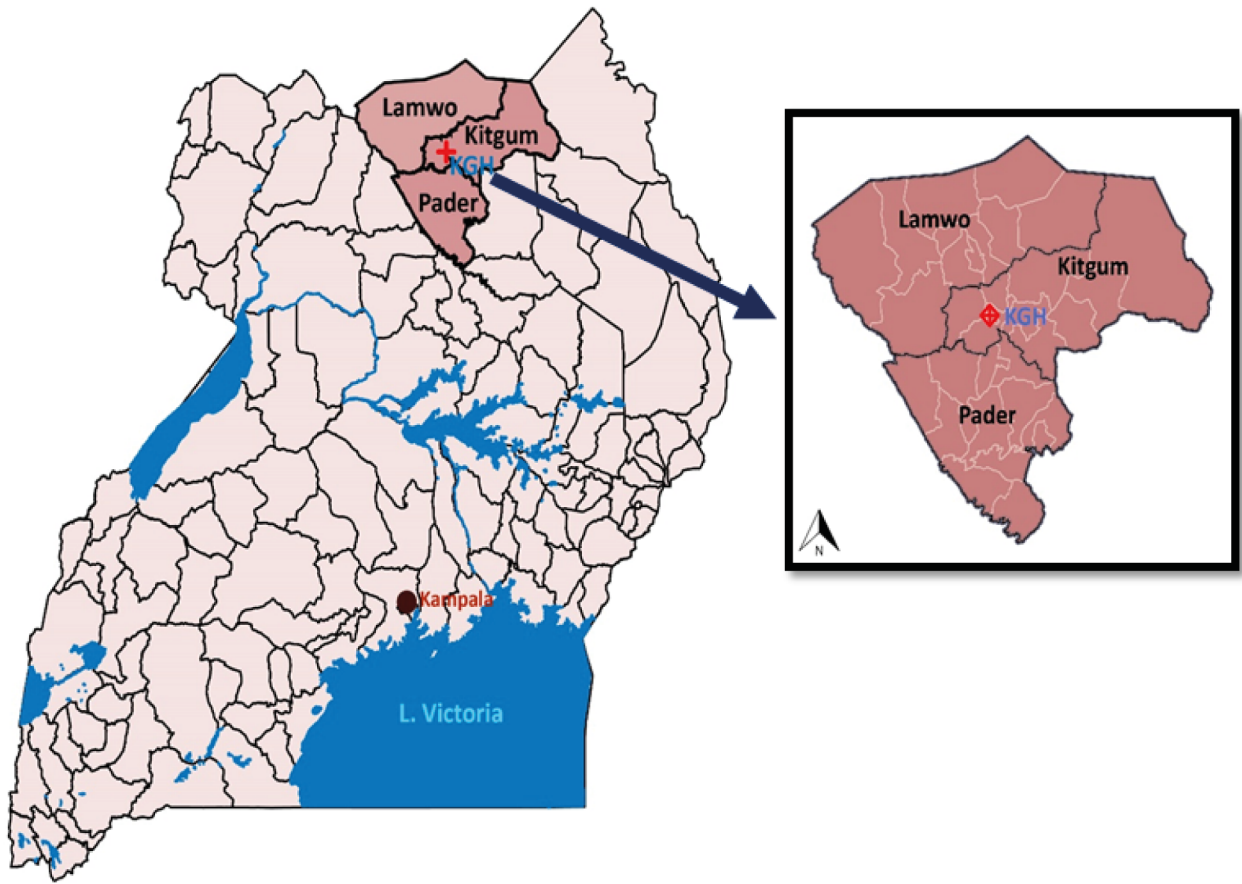 Lamwo
Kitgum
KGH
Pader
Kampala
L. Victoria
Lamwo
Kitgum
KGH
Pader
N